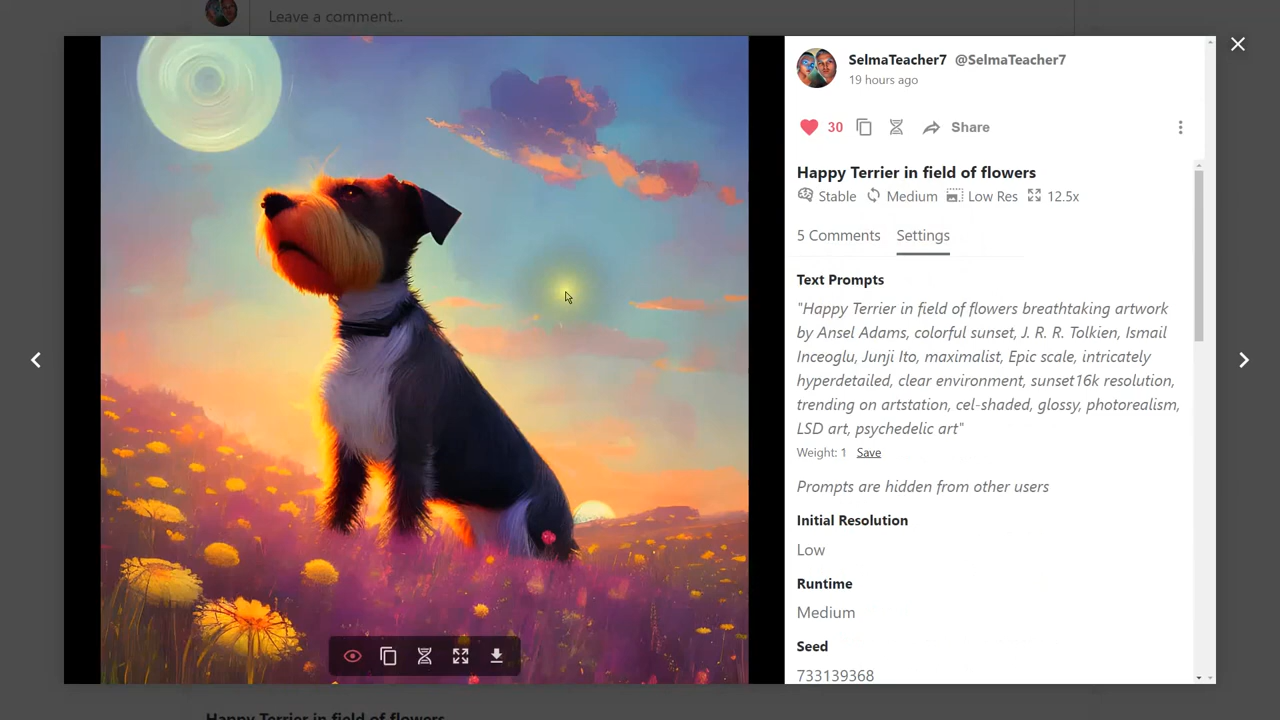 Leave a comment...
SelmaTeacher7 @SelmaTeacher7
19 hours ago
30 Share
Happy Terrier in field of flowers
Stable Medium Low Res 12.5x
5 Comments Settings
Text Prompts
"Happy Terrier in field of flowers breathtaking artwork
by Ansel Adams, colorful sunset, J. R. R. Tolkien, Ismail
Inceoglu, Junji Ito, maximalist, Epic scale, intricately
hyperdetailed, clear environment, sunset16k resolution,
trending on artstation, cel-shaded, glossy, photorealism,
LSD art, psychedelic art"
Weight: 1 Save
Prompts are hidden from other users
Initial Resolution
Low
Runtime
Medium
Seed
733139368
Happy Terrier in field of flowers